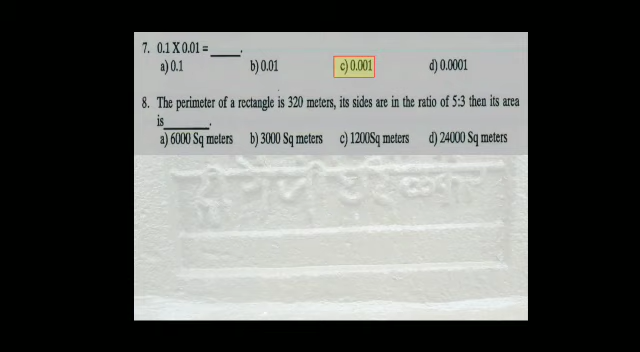 7. 0.1 X 0.01 = _____.
a) 0.1 b) 0.01 c) 0.001 d) 0.0001
8. The perimeter of a rectangle is 320 meters, its sides are in the ratio of 5:3 then its area
is________.
a) 6000 Sq meters b) 3000 Sq meters c) 1200Sq meters d) 24000 Sq meters